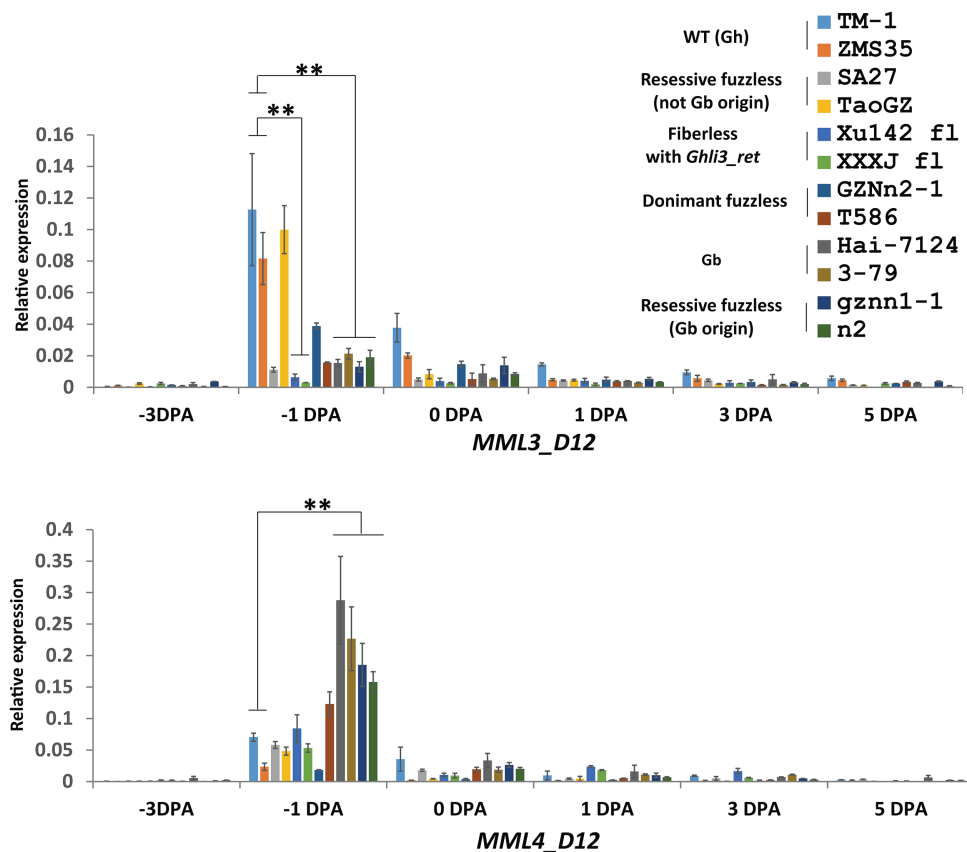 WT (Gh)
TM-1
ZMS35
Resessive fuzzless
(not Gb origin)
SA27
TaoGZ
Fiberless
with Ghli3_ret
Xu142 fl
XXXJ fl
Donimant fuzzless
GZNn2-1
T586
Gb
Hai-7124
3-79
Resessive fuzzless
(Gb origin)
gznn1-1
n2
**
**
Relative expression
0.16
0.14
0.12
0.1
0.08
0.06
0.04
0.02
0
-3DPA
-1 DPA
0 DPA
1 DPA
3 DPA
5 DPA
MML3_D12
**
Relative expression
0.4
0.35
0.3
0.25
0.2
0.15
0.1
0.05
0
-3DPA
-1 DPA
0 DPA
1 DPA
3 DPA
5 DPA
MML4_D12